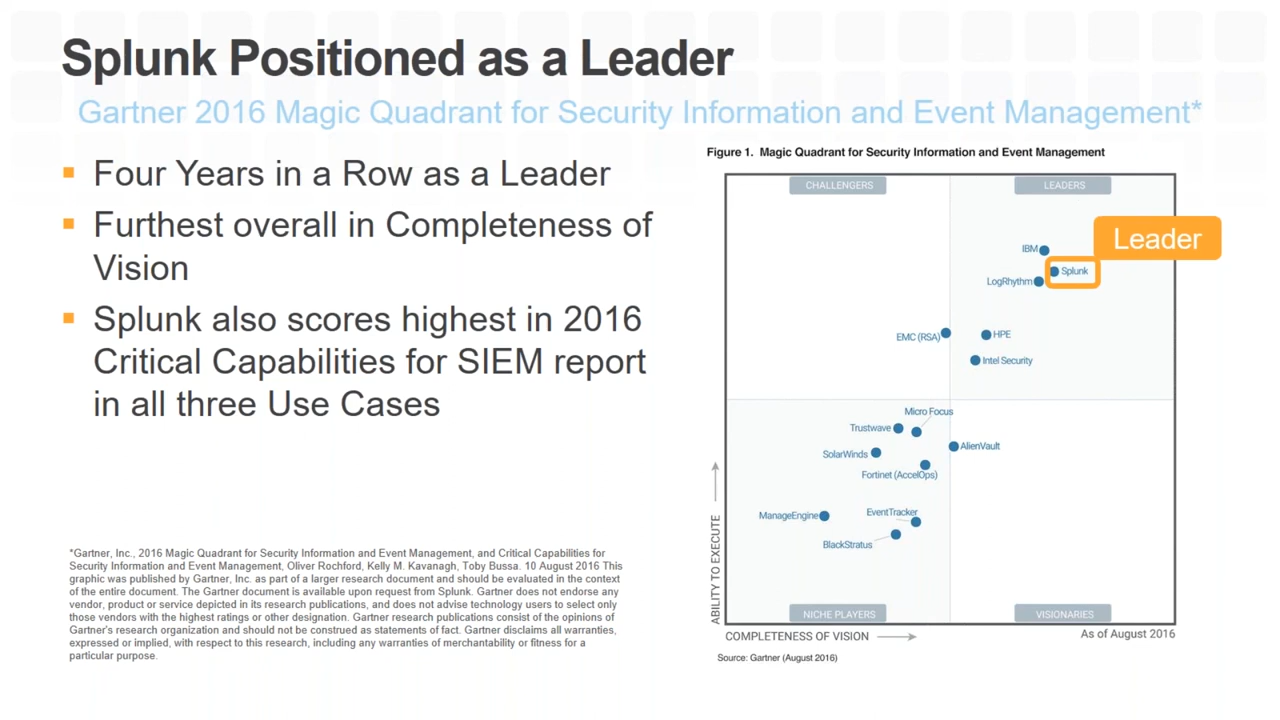 Splunk Positioned as a Leader
Gartner 2016 Magic Quadrant for Security Information and Event Management*
Four Years in a Row as a Leader
Furthest overall in Completeness of
Vision
Splunk also scores highest in 2016
Critical Capabilities for SIEM report
in all three Use Cases
*Gartner, Inc., 2016 Magic Quadrant for Security Information and Event Management, and Critical Capabilities for
Security Information and Event Management, Oliver Rochford, Kelly M. Kavanagh, Toby Bussa. 10 August 2016 This
graphic was published by Gartner, Inc. as part of a larger research document and should be evaluated in the context
of the entire document. The Gartner document is available upon request from Splunk. Gartner does not endorse any
vendor, product or service depicted in its research publications, and does not advise technology users to select only
those vendors with the highest ratings or other designation. Gartner research publications consist of the opinions of
Gartner's research organization and should not be construed as statements of fact. Gartner disclaims all warranties,
expressed or implied, with respect to this research, including any warranties of merchantability or fitness for a
particular purpose.
Figure 1. Magic Quadrant for Security Information and Event Management
CHALLENGERS
LEADERS
Leader
IBM
Splunk
LogRhythm
EMC (RSA)
HPE
Intel Security
Micro Focus
Trustwave
AlienVault
SolarWinds
Fortinet (AccelOps)
ManageEngine
EventTracker
BlackStratus
ABILITY TO EXECUTE
NICHE PLAYERS
VISIONARIES
COMPLETENESS OF VISION
As of August 2016
Source: Gartner (August 2016)